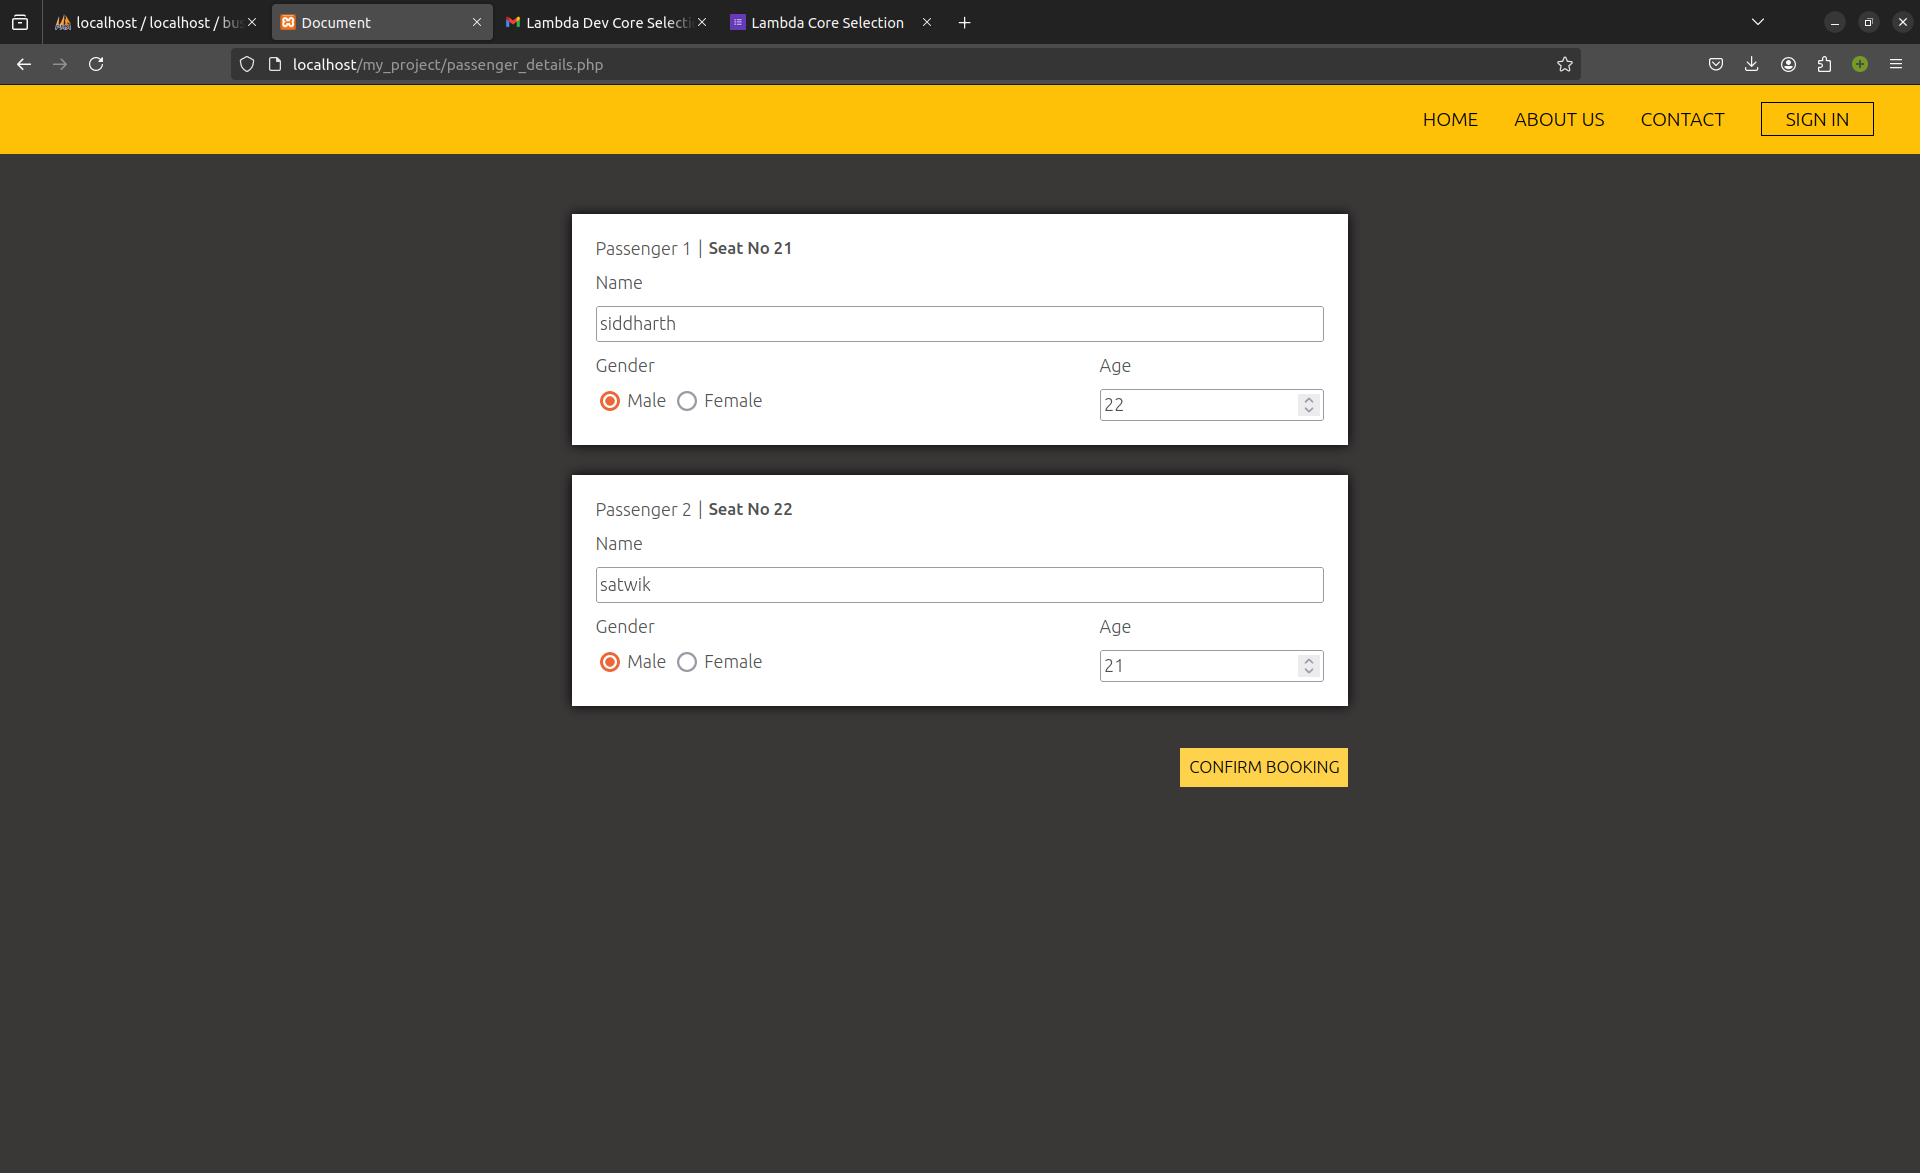 localhost / localhost / bus
Document
Lambda Dev Core Selecti
Lambda Core Selection
localhost/my_project/passenger_details.php
HOME ABOUT US CONTACT SIGN IN
Passenger 1 | Seat No 21
Name
siddharth
Gender Age
Male Female 22
Passenger 2 | Seat No 22
Name
satwik
Gender Age
Male Female 21
CONFIRM BOOKING